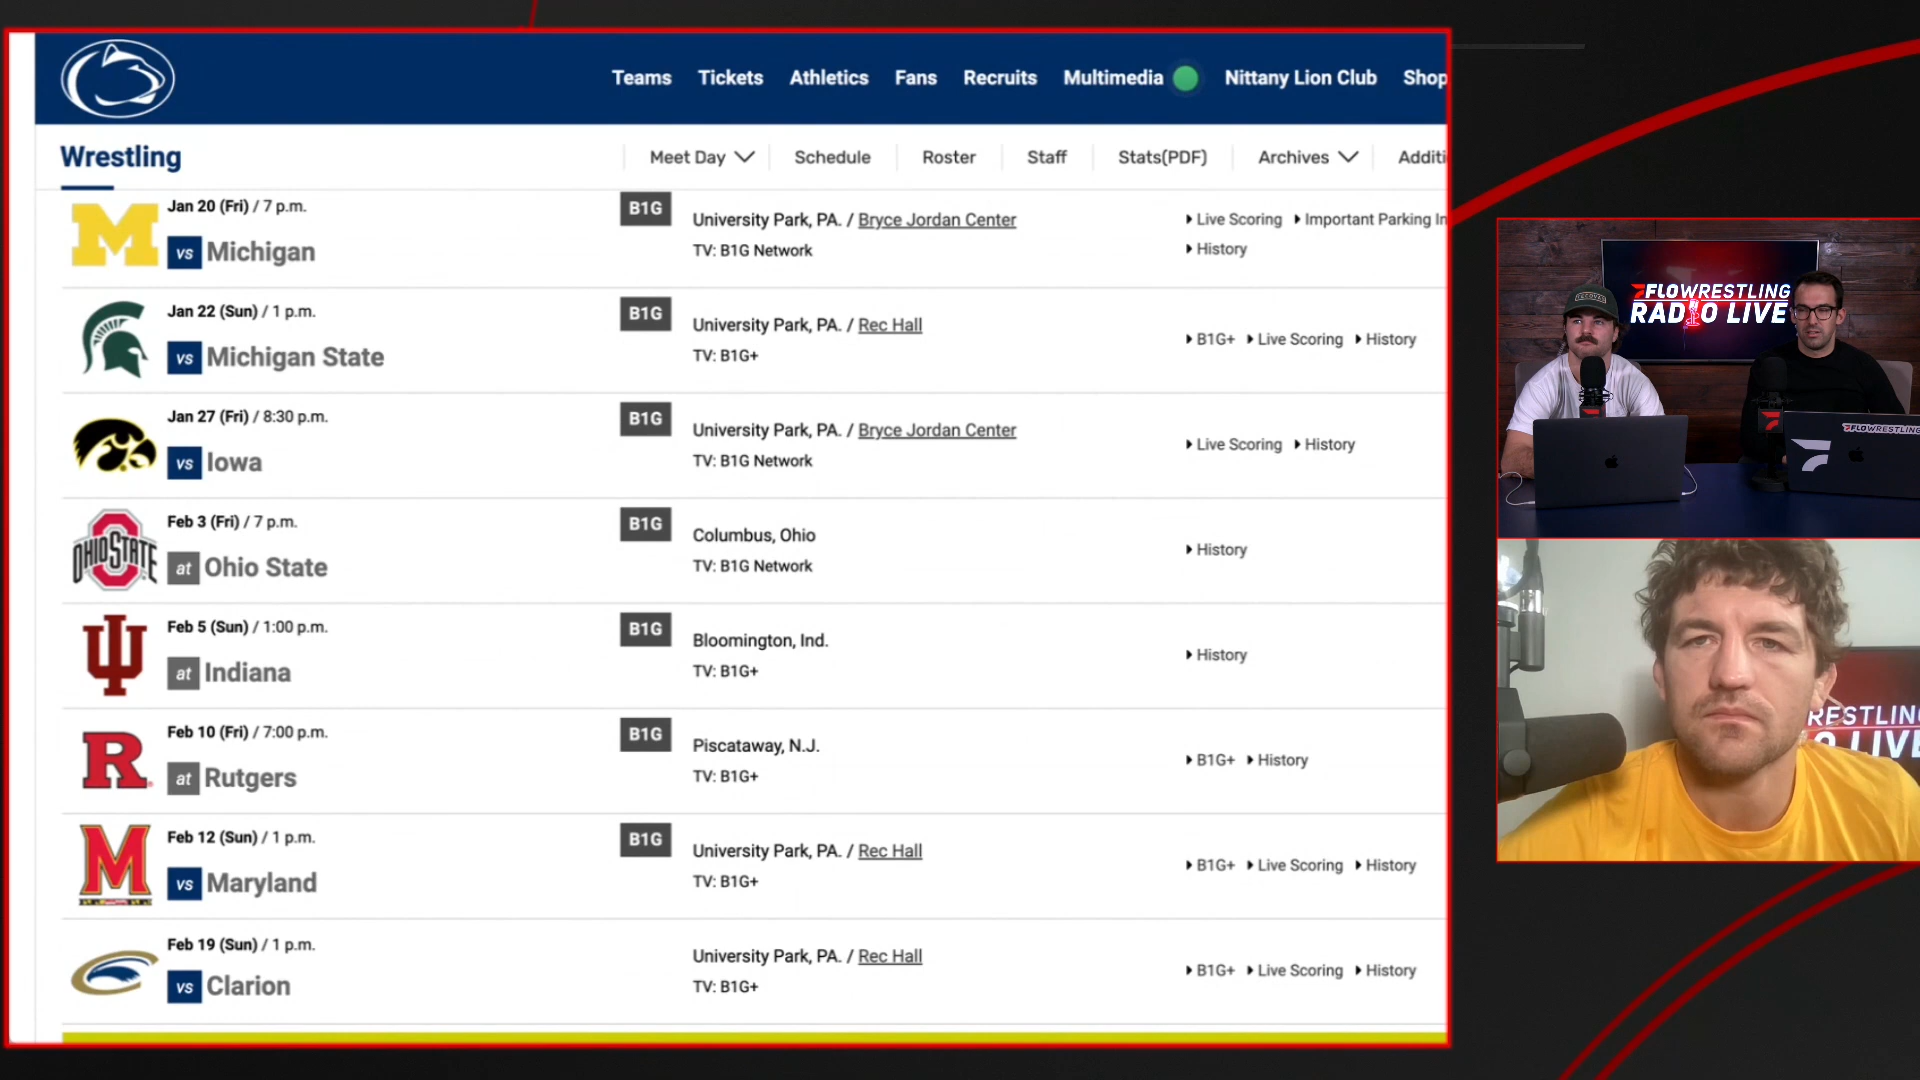 Teams Tickets Athletics Fans Recruits Multimedia Nittany Lion Club Shop
Wrestling
Meet Day Schedule Roster Staff Stats(PDF) Archives Additi
Jan 20 (Fri) / 7 p.m.
vs Michigan
B1G
University Park, PA. / Bryce Jordan Center
TV: B1G Network
Live Scoring Important Parking In
History
Jan 22 (Sun) / 1 p.m.
vs Michigan State
B1G
University Park, PA. / Rec Hall
TV: B1G+
B1G+ Live Scoring History
Jan 27 (Fri) / 8:30 p.m.
vs Iowa
B1G
University Park, PA. / Bryce Jordan Center
TV: B1G Network
Live Scoring History
OHIO STATE
Feb 3 (Fri) / 7 p.m.
at Ohio State
B1G
Columbus, Ohio
TV: B1G Network
History
Feb 5 (Sun) / 1:00 p.m.
at Indiana
B1G
Bloomington, Ind.
TV: B1G+
History
R
Feb 10 (Fri) / 7:00 p.m.
at Rutgers
B1G
Piscataway, N.J.
TV: B1G+
B1G+ History
M
Feb 12 (Sun) / 1 p.m.
vs Maryland
B1G
University Park, PA. / Rec Hall
TV: B1G+
B1G+ Live Scoring History
Feb 19 (Sun) / 1 p.m.
vs Clarion
University Park, PA. / Rec Hall
TV: B1G+
B1G+ Live Scoring History
FLOWRESTLING
RADIO LIVE
FLOWRESTLING
RESTLING
O LIVE